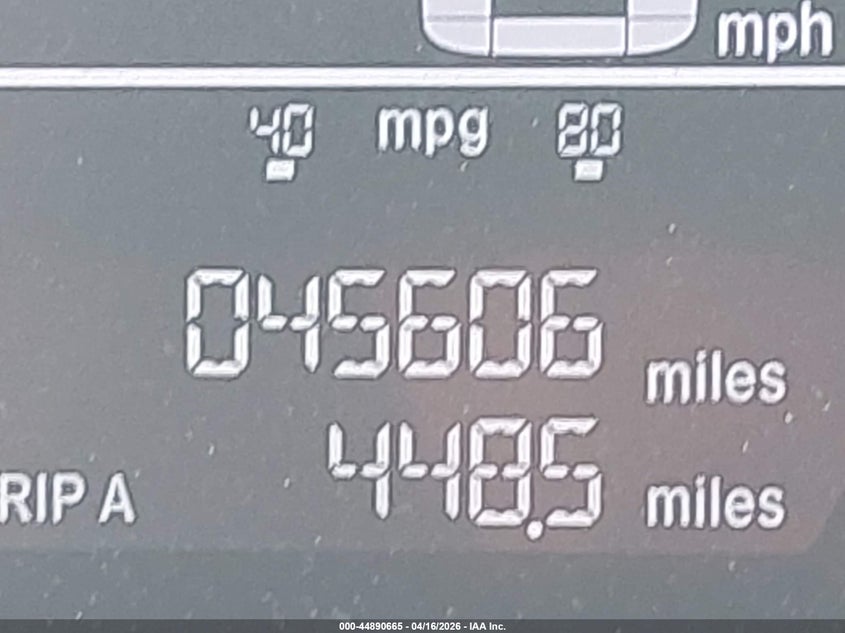 mph
40 mpg 80
045606 miles
RIP A 448.5 miles
000-44890665 - 04/16/2026 - IAA Inc.